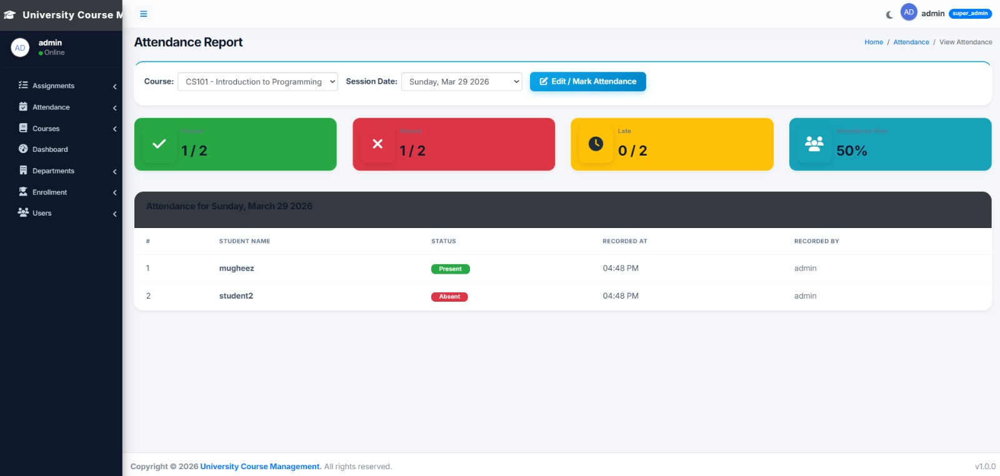 University Course M
AD admin super_admin
AD admin
Online
Attendance Report
Home / Attendance / View Attendance
Assignments
Attendance
Courses
Dashboard
Departments
Enrollment
Users
Course: CS101 - Introduction to Programming Session Date: Sunday, Mar 29 2026 Edit / Mark Attendance
Present
1 / 2
Absent
1 / 2
Late
0 / 2
Attendance Rate
50%
Attendance for Sunday, March 29 2026
# STUDENT NAME STATUS RECORDED AT RECORDED BY
1 mugheez Present 04:48 PM admin
2 student2 Absent 04:48 PM admin
Copyright © 2026 University Course Management. All rights reserved. v1.0.0